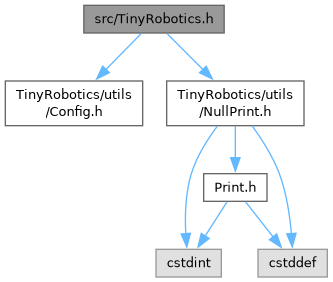 src/TinyRobotics.h
TinyRobotics/utils
/Config.h
TinyRobotics/utils
/NullPrint.h
Print.h
cstdint
cstddef